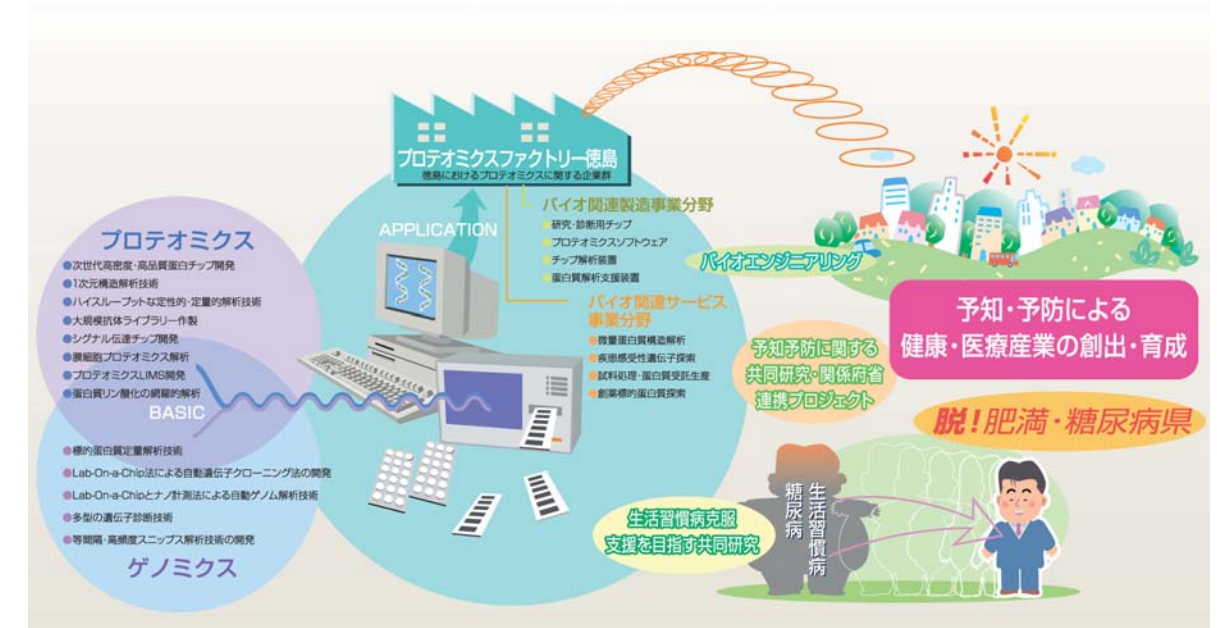 プロテオミクスファクトリー徳島
徳島におけるプロテオミクスに関する企業群
APPLICATION
プロテオミクス
次世代高密度・高品質蛋白チップ開発
1次元構造解析技術
ハイスループットな定性的・定量的解析技術
大規模抗体ライブラリー作製
シグナル伝達チップ開発
膜細胞プロテオミクス解析
プロテオミクスLIMS開発
蛋白質リン酸化の網羅的解析
BASIC
標的蛋白質定量解析技術
Lab-On-a-Chip法による自動遺伝子クローニング法の開発
Lab-On-a-Chipとナノ計測法による自動ゲノム解析技術
多型の遺伝子診断技術
等間隔・高頻度スニップス解析技術の開発
ゲノミクス
バイオ関連製造事業分野
研究・診断用チップ
プロテオミクスソフトウェア
チップ解析装置
蛋白質解析支援装置
バイオ関連サービス
事業分野
微量蛋白質構造解析
疾患感受性遺伝子探索
試料処理・蛋白質受託生産
創薬標的蛋白質探索
バイオエンジニアリング
予知・予防による
健康・医療産業の創出・育成
予知予防に関する
共同研究・関係府省
連携プロジェクト
脱!肥満・糖尿病県
生活習慣病
糖尿病
生活習慣病克服
支援を目指す共同研究